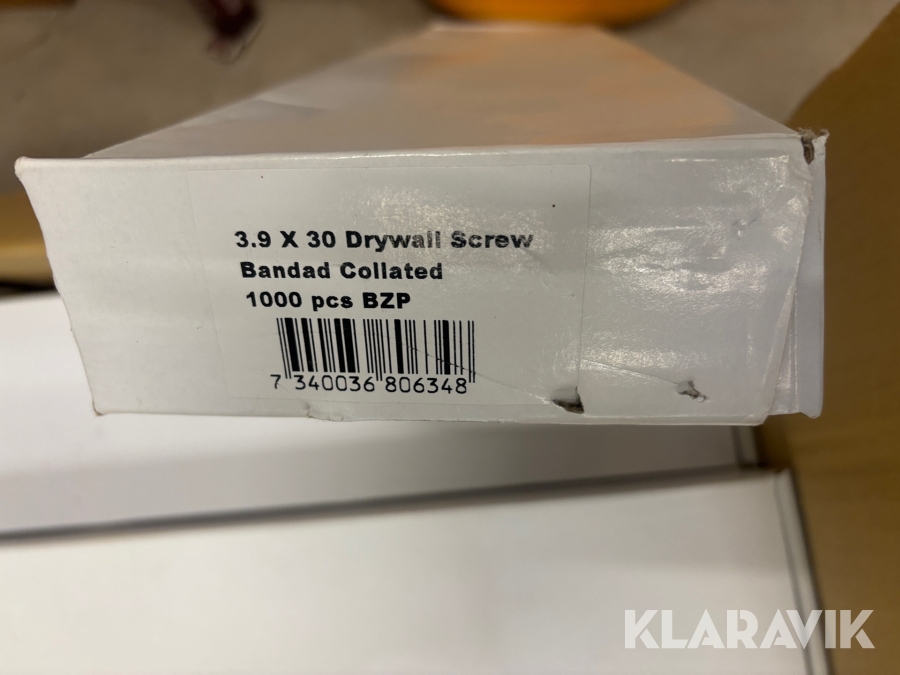 3.9 X 30 Drywall Screw
Bandad Collated
1000 pcs BZP
7 340036 806348
KLARAVIK